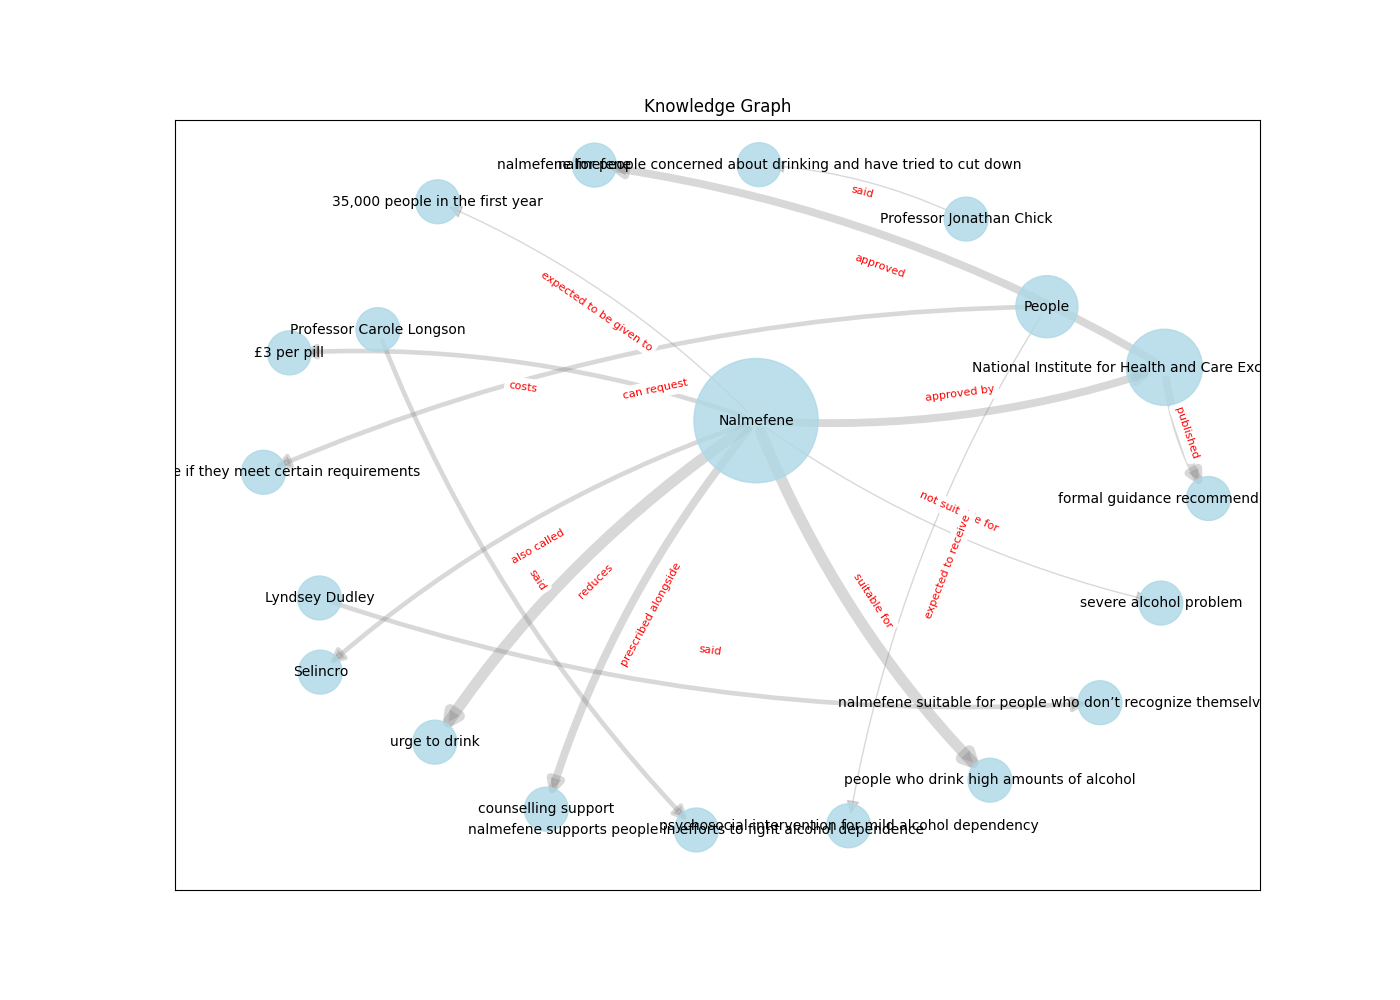 Knowledge Graph
nalmefene
nalmefene for people concerned about drinking and have tried to cut down
said
35,000 people in the first year
Professor Jonathan Chick
approved
expected to be given to
People
Professor Carole Longson
£3 per pill
National Institute for Health and Care Exc
costs
can request
approved by
Nalmefene
published
e if they meet certain requirements
formal guidance recommend
not suit e for
expected to receive
also called
said
reduces
prescribed alongside
suitable for
Lyndsey Dudley
severe alcohol problem
said
Selincro
nalmefene suitable for people who don’t recognize themselv
urge to drink
people who drink high amounts of alcohol
counselling support
psychosocial intervention for mild alcohol dependency
nalmefene supports people in efforts to fight alcohol dependence